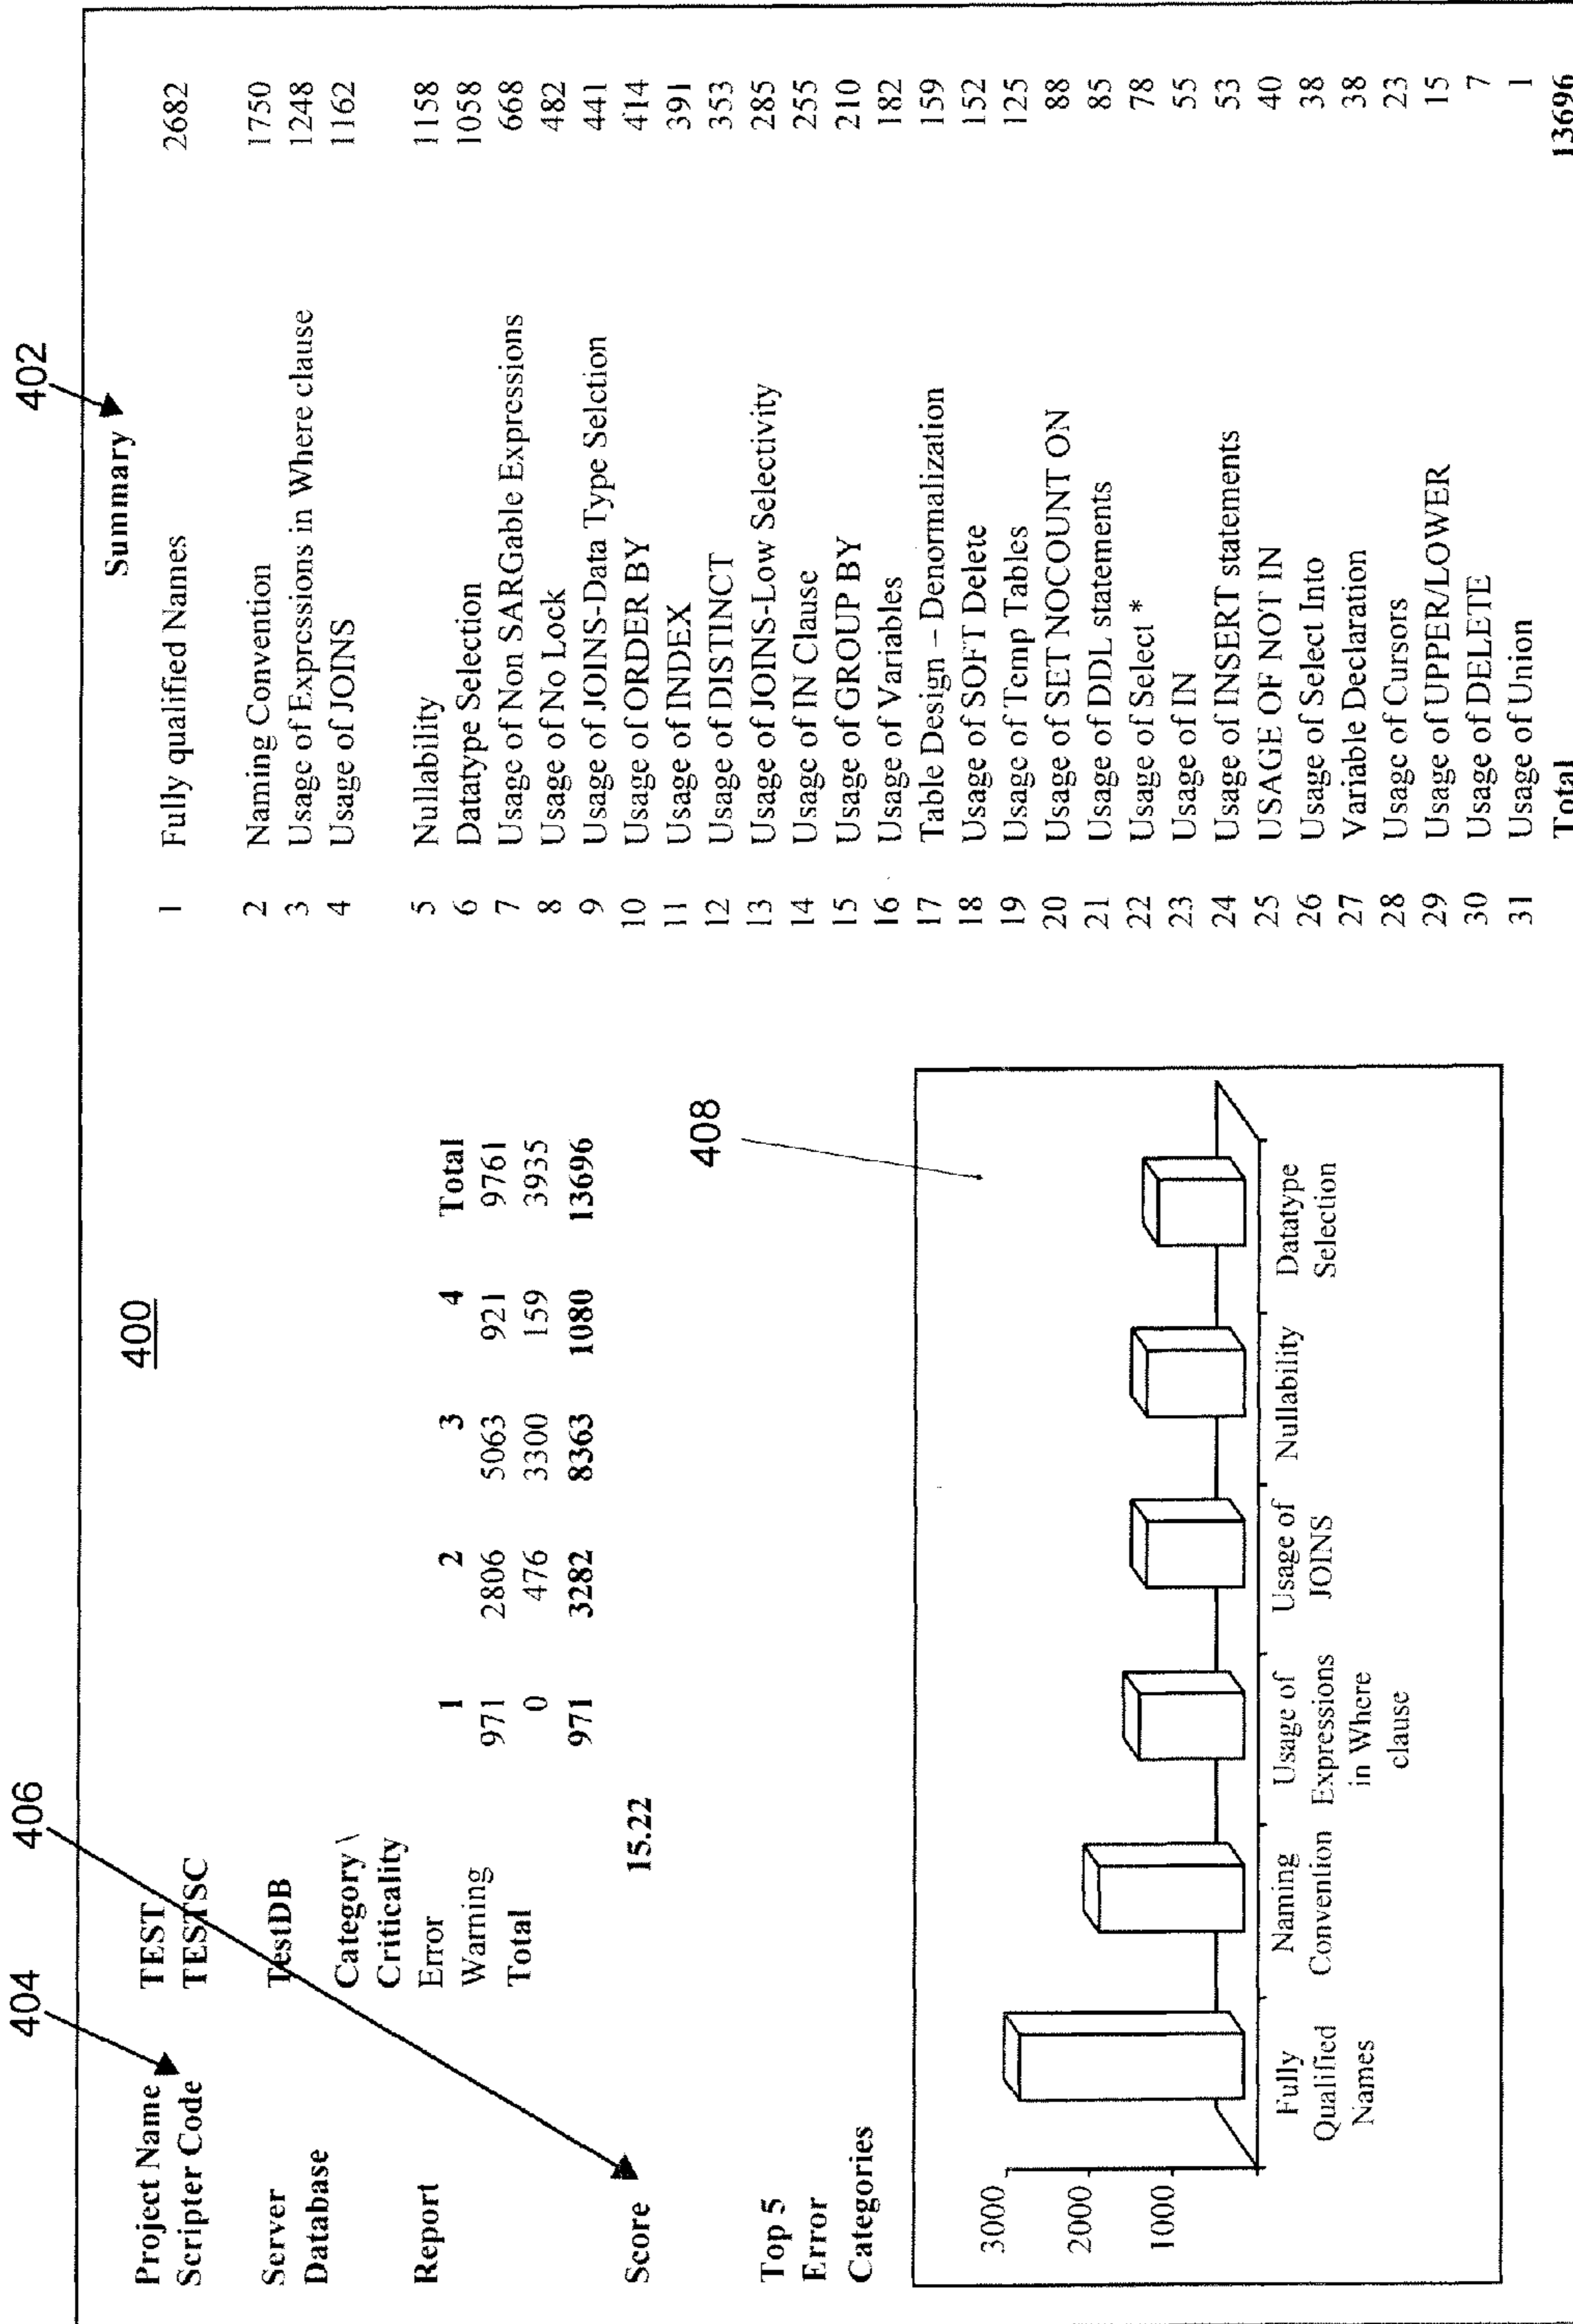 400
402
404
406
Project Name TEST
Scripter Code TESTSC
Server
Database TestDB
Category \
Criticality
Report Error
Warning
Total
1 2 3 4 Total
971 2806 5063 921 9761
0 476 3300 159 3935
971 3282 8363 1080 13696
Score 15.22
Top 5
Error
Categories
408
3000
2000
1000
Fully
Qualified
Names
Naming
Convention
Usage of
Expressions
in Where
clause
Usage of
JOINS
Nullability
Datatype
Selection
Summary
1 Fully qualified Names 2682
2 Naming Convention 1750
3 Usage of Expressions in Where clause 1248
4 Usage of JOINS 1162
5 Nullability 1158
6 Datatype Selection 1058
7 Usage of Non SARGable Expressions 668
8 Usage of No Lock 482
9 Usage of JOINS-Data Type Selction 441
10 Usage of ORDER BY 414
11 Usage of INDEX 391
12 Usage of DISTINCT 353
13 Usage of JOINS-Low Selectivity 285
14 Usage of IN Clause 255
15 Usage of GROUP BY 210
16 Usage of Variables 182
17 Table Design – Denormalization 159
18 Usage of SOFT Delete 152
19 Usage of Temp Tables 125
20 Usage of SET NOCOUNT ON 88
21 Usage of DDL statements 85
22 Usage of Select * 78
23 Usage of IN 55
24 Usage of INSERT statements 53
25 USAGE OF NOT IN 40
26 Usage of Select Into 38
27 Variable Declaration 38
28 Usage of Cursors 23
29 Usage of UPPER/LOWER 15
30 Usage of DELETE 7
31 Usage of Union 1
Total 13696